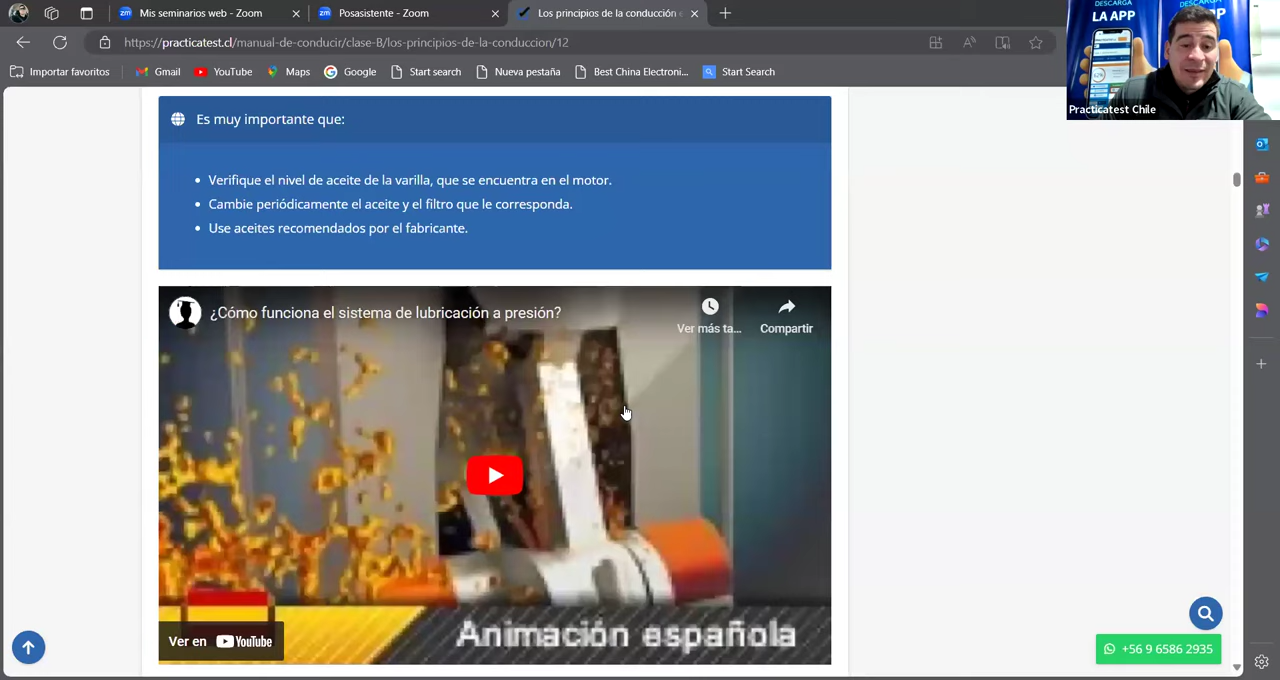 Mis seminarios web - Zoom
Posasistente - Zoom
Los principios de la conducción
https://practicatest.cl/manual-de-conducir/clase-B/los-principios-de-la-conduccion/12
Importar favoritos
Gmail
YouTube
Maps
Google
Start search
Nueva pestaña
Best China Electroni...
Start Search
DESCARGA
LA APP
DESCARGA
Practicatest Chile
Es muy importante que:
• Verifique el nivel de aceite de la varilla, que se encuentra en el motor.
• Cambie periódicamente el aceite y el filtro que le corresponda.
• Use aceites recomendados por el fabricante.
¿Cómo funciona el sistema de lubricación a presión?
Ver más ta...
Compartir
Animación española
Ver en YouTube
+56 9 6586 2935